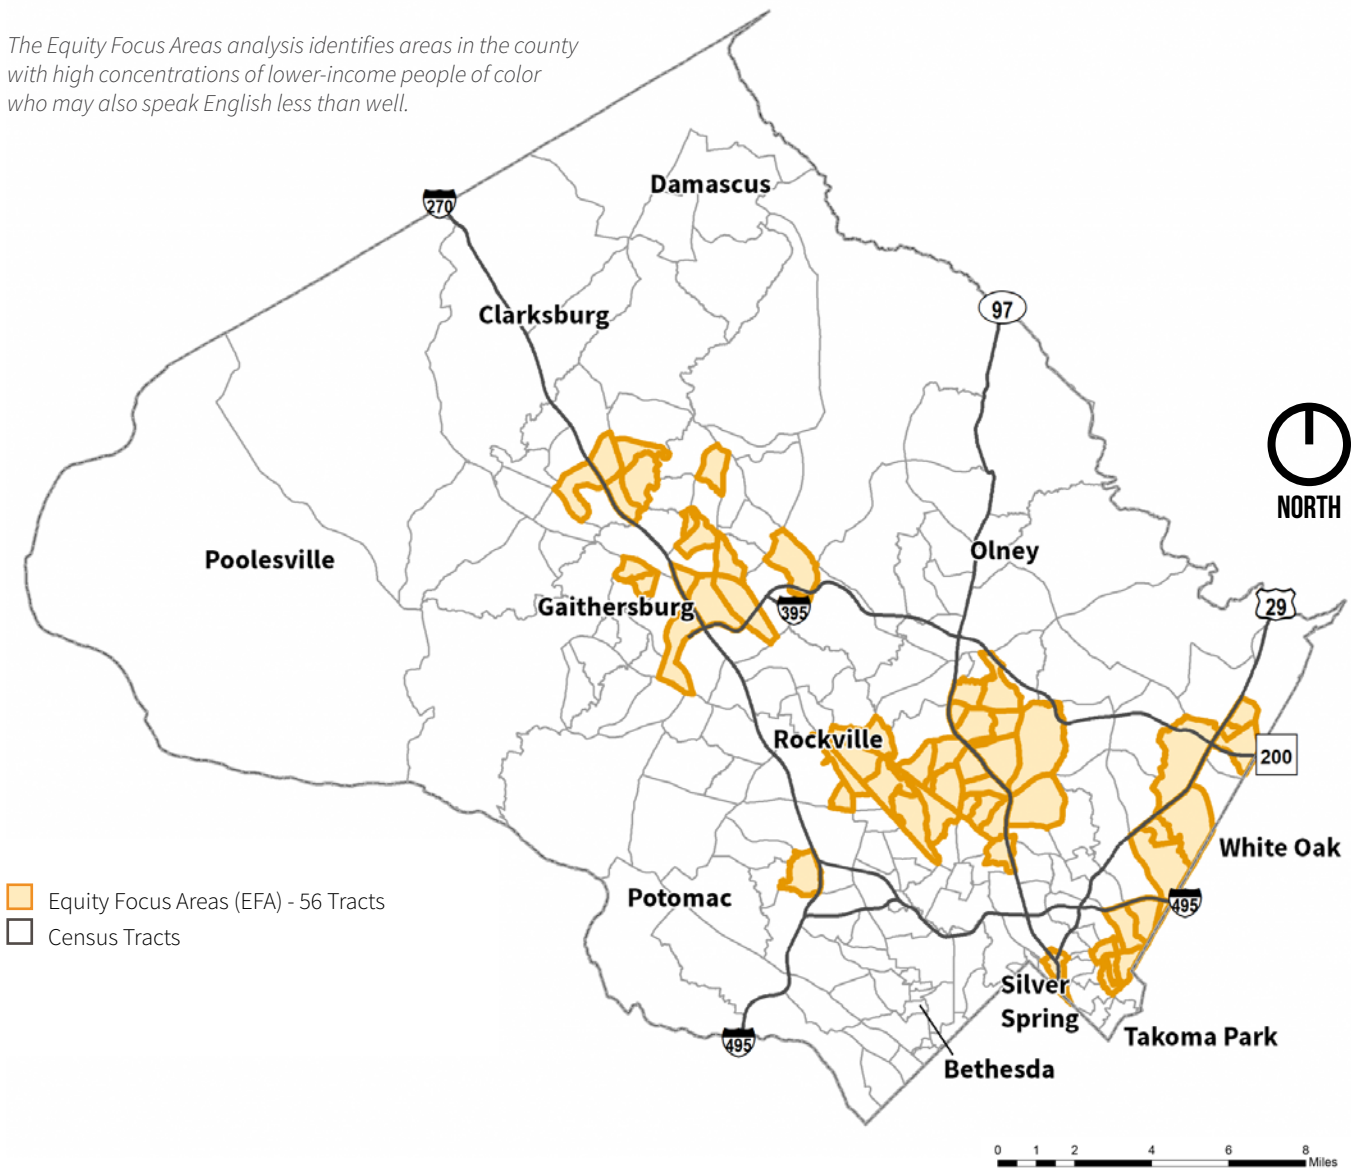 The Equity Focus Areas analysis identifies areas in the county
with high concentrations of lower-income people of color
who may also speak English less than well.
Damascus
270
Clarksburg
97
NORTH
Olney
Poolesville
29
Gaithersburg
395
Rockville
200
White Oak
Potomac
Equity Focus Areas (EFA) - 56 Tracts
495
Census Tracts
Silver
Spring
Takoma Park
495
Bethesda
0 1 2 4 6 8
Miles